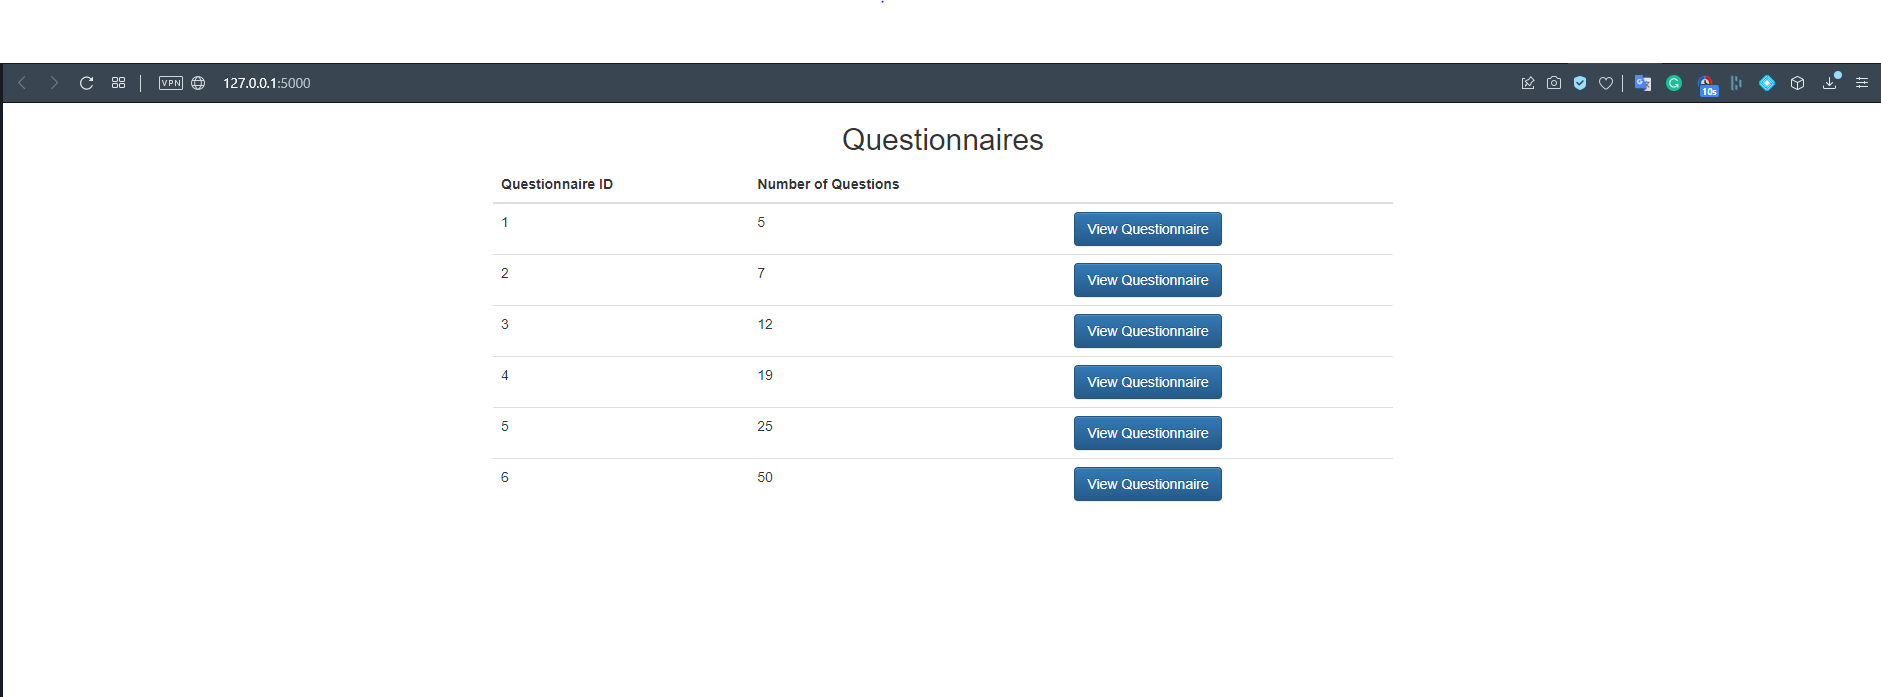 VPN 127.0.0.1:5000
10s
Questionnaires
Questionnaire ID Number of Questions
1 5 View Questionnaire
2 7 View Questionnaire
3 12 View Questionnaire
4 19 View Questionnaire
5 25 View Questionnaire
6 50 View Questionnaire